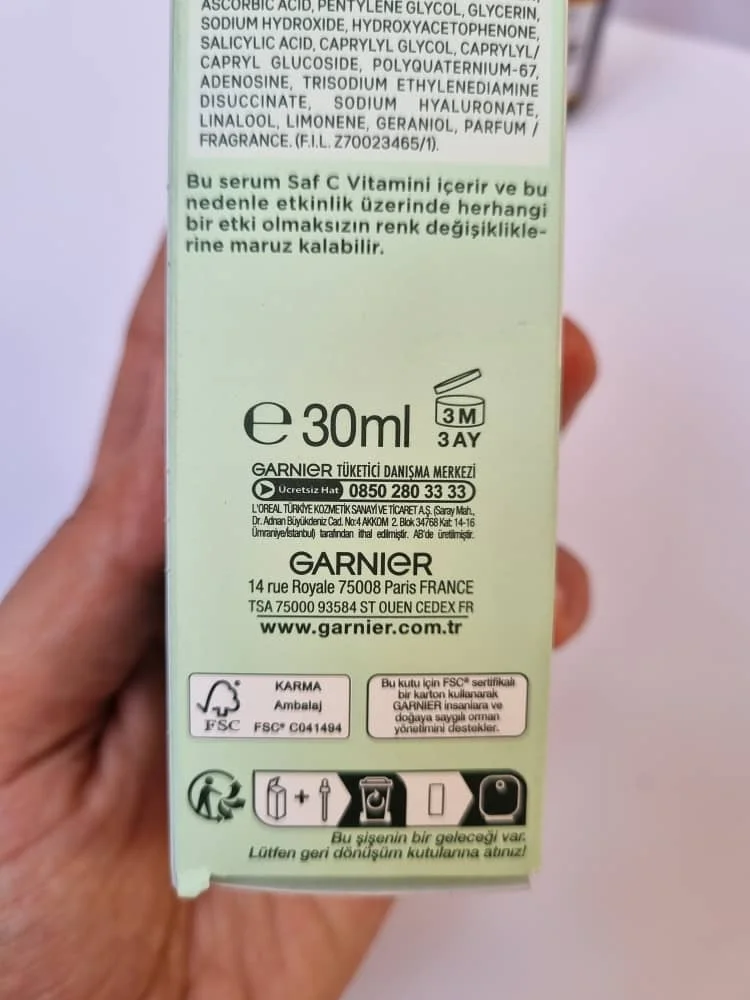 ASCORBIC ACID, PENTYLENE GLYCOL, GLYCERIN,
SODIUM HYDROXIDE, HYDROXYACETOPHENONE,
SALICYLIC ACID, CAPRYLYL GLYCOL, CAPRYLYL/
CAPRYL GLUCOSIDE, POLYQUATERNIUM-67,
ADENOSINE, TRISODIUM ETHYLENEDIAMINE
DISUCCINATE, SODIUM HYALURONATE,
LINALOOL, LIMONENE, GERANIOL, PARFUM /
FRAGRANCE. (F.I.L. Z70023465/1).
Bu serum Saf C Vitamini içerir ve bu
nedenle etkinlik üzerinde herhangi
bir etki olmaksızın renk değişiklikle-
rine maruz kalabilir.
e 30ml
3 M
3 AY
GARNIER TÜKETİCİ DANIŞMA MERKEZİ
Ücretsiz Hat 0850 280 33 33
L'OREAL TÜRKİYE KOZMETİK SANAYİ VE TİCARET A.Ş. (Saray Mah.,
Dr. Adnan Büyükdeniz Cad. No:4 AKKOM 2. Blok 34768 Kat: 14-16
Ümraniye/İstanbul) tarafından ithal edilmiştir. AB'de üretilmiştir.
GARNIER
14 rue Royale 75008 Paris FRANCE
TSA 75000 93584 ST OUEN CEDEX FR
www.garnier.com.tr
FSC
KARMA
Ambalaj
FSC® C041494
Bu kutu için FSC® sertifikalı
bir karton kullanarak
GARNIER insanlara ve
doğaya saygılı orman
yönetimini destekler.
+
Bu şişenin bir geleceği var.
Lütfen geri dönüşüm kutularına atınız!